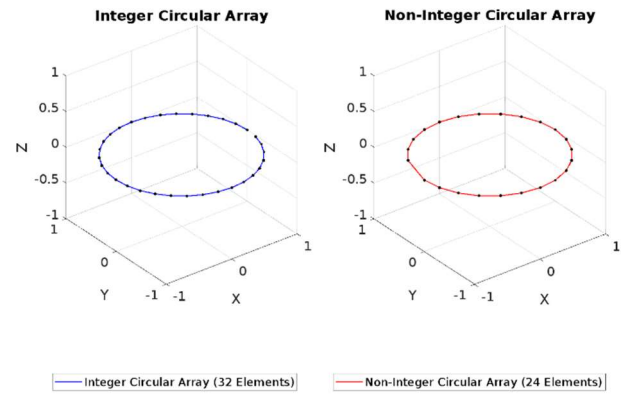 Integer Circular Array
Non-Integer Circular Array
1
0.5
0
-0.5
-1
Z
1
0
-1
Y
-1
0
1
X
1
0.5
0
-0.5
-1
Z
1
0
-1
Y
-1
0
1
X
Integer Circular Array (32 Elements)
Non-Integer Circular Array (24 Elements)